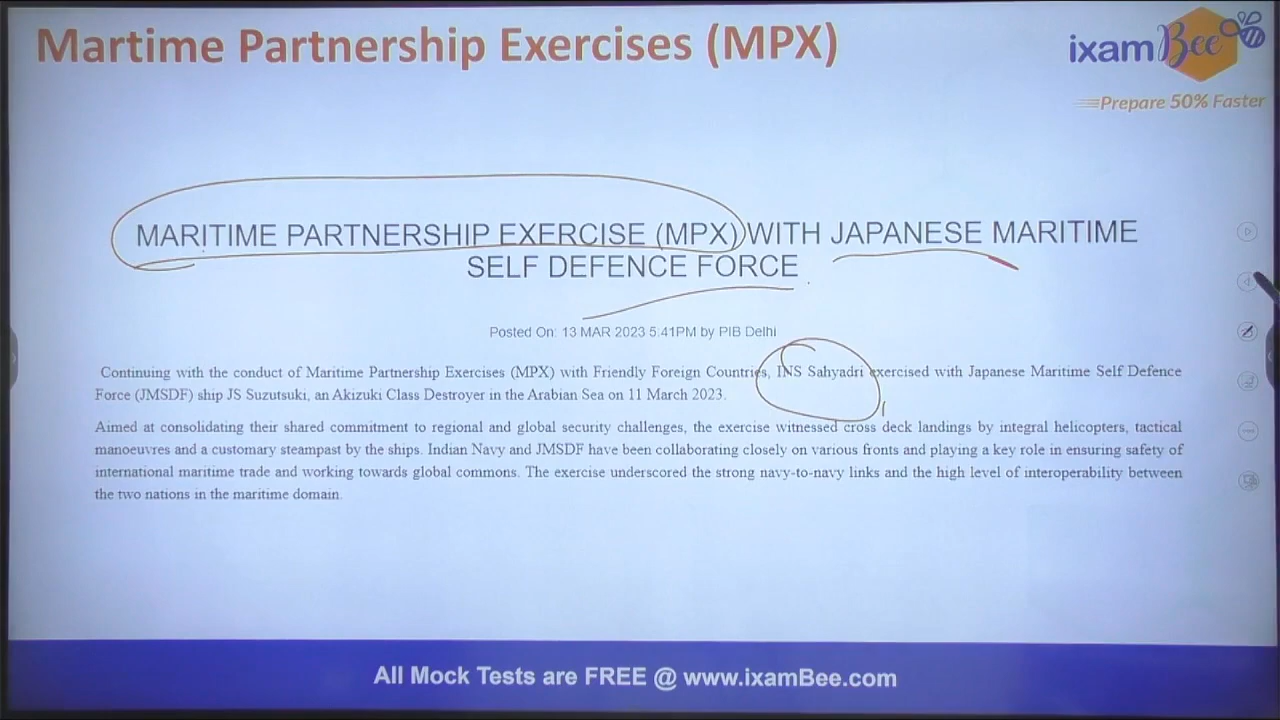 Martime Partnership Exercises (MPX)
ixamBee
Prepare 50% Faster
MARITIME PARTNERSHIP EXERCISE (MPX) WITH JAPANESE MARITIME
SELF DEFENCE FORCE
Posted On: 13 MAR 2023 5:41PM by PIB Delhi
Continuing with the conduct of Maritime Partnership Exercises (MPX) with Friendly Foreign Countries, INS Sahyadri exercised with Japanese Maritime Self Defence
Force (JMSDF) ship JS Suzutsuki, an Akizuki Class Destroyer in the Arabian Sea on 11 March 2023.
Aimed at consolidating their shared commitment to regional and global security challenges, the exercise witnessed cross deck landings by integral helicopters, tactical
manoeuvres and a customary steampast by the ships. Indian Navy and JMSDF have been collaborating closely on various fronts and playing a key role in ensuring safety of
international maritime trade and working towards global commons. The exercise underscored the strong navy-to-navy links and the high level of interoperability between
the two nations in the maritime domain.
All Mock Tests are FREE @ www.ixamBee.com